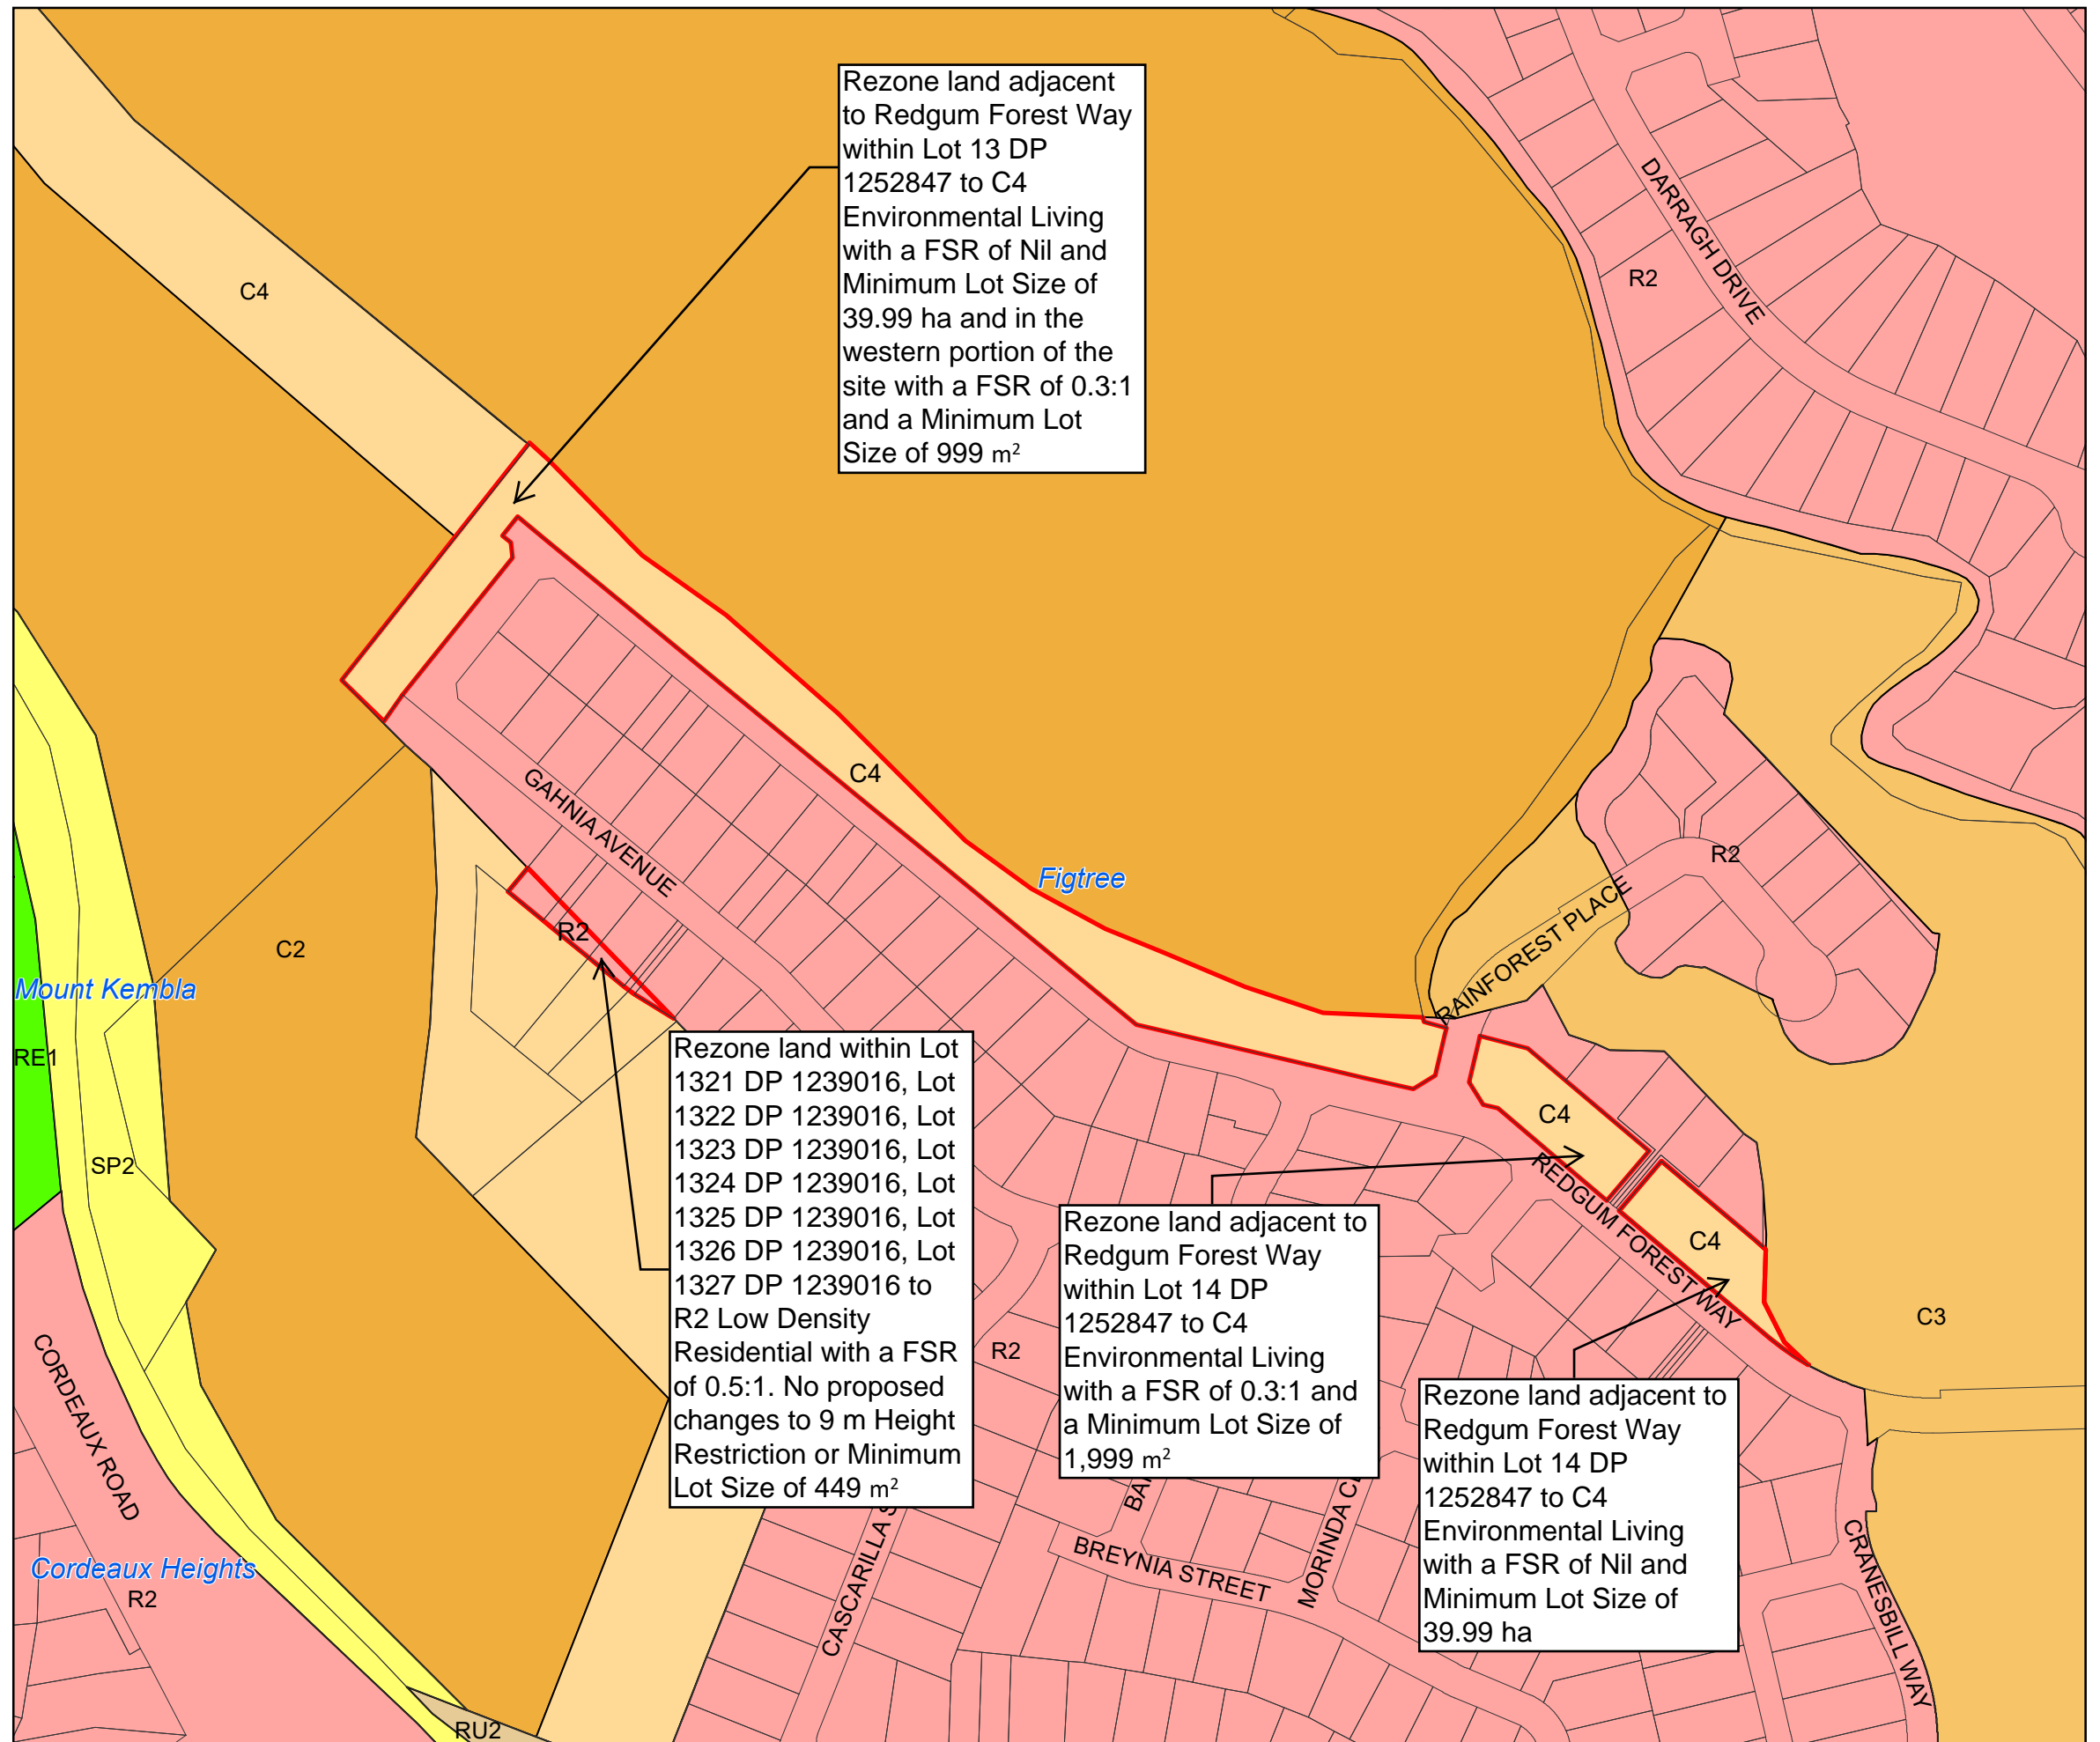 Rezone land adjacent
to Redgum Forest Way
within Lot 13 DP
1252847 to C4
Environmental Living
with a FSR of Nil and
Minimum Lot Size of
39.99 ha and in the
western portion of the
site with a FSR of 0.3:1
and a Minimum Lot
Size of 999 m²
DARRAGH DRIVE
R2
C4
C4
GAHNIA AVENUE
Figtree
R2
RAINFOREST PLACE
R2
C2
Mount Kembla
RE1
SP2
Rezone land within Lot
1321 DP 1239016, Lot
1322 DP 1239016, Lot
1323 DP 1239016, Lot
1324 DP 1239016, Lot
1325 DP 1239016, Lot
1326 DP 1239016, Lot
1327 DP 1239016 to
R2 Low Density
Residential with a FSR
of 0.5:1. No proposed
changes to 9 m Height
Restriction or Minimum
Lot Size of 449 m²
C4
C4
REDGUM FOREST WAY
Rezone land adjacent to
Redgum Forest Way
within Lot 14 DP
1252847 to C4
Environmental Living
with a FSR of 0.3:1 and
a Minimum Lot Size of
1,999 m²
R2
C3
Rezone land adjacent to
Redgum Forest Way
within Lot 14 DP
1252847 to C4
Environmental Living
with a FSR of Nil and
Minimum Lot Size of
39.99 ha
CORDEAUX ROAD
Cordeaux Heights
R2
CASCARILLA
BREYNIA STREET
MORINDA
CRANESBILL WAY
RU2